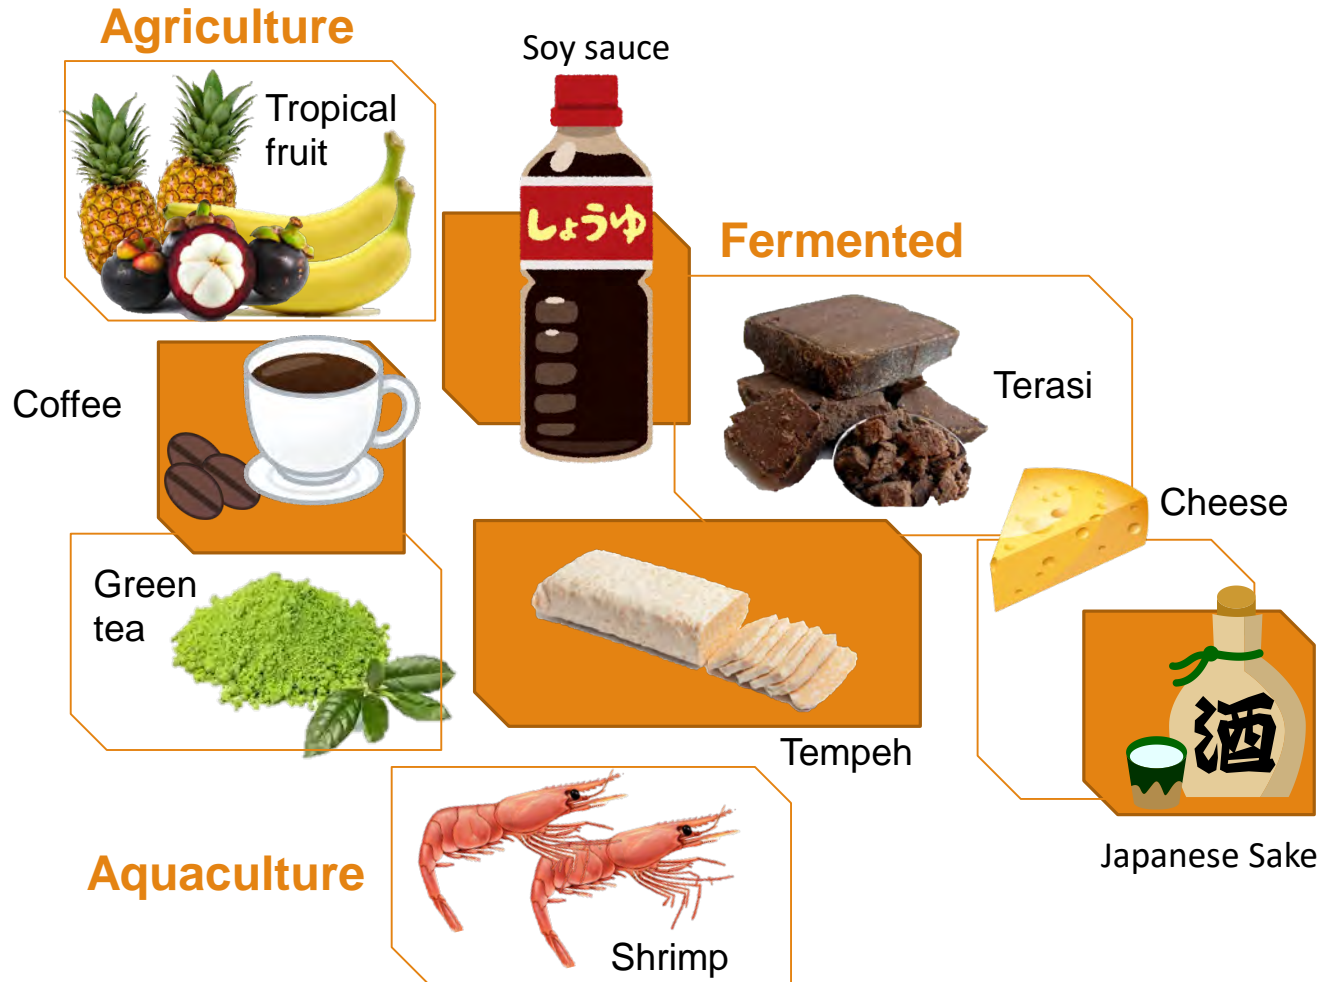 Agriculture
Tropical
fruit
Soy sauce
しょうゆ
Fermented
Coffee
Terasi
Cheese
Green
tea
Tempeh
酒
Japanese Sake
Aquaculture
Shrimp